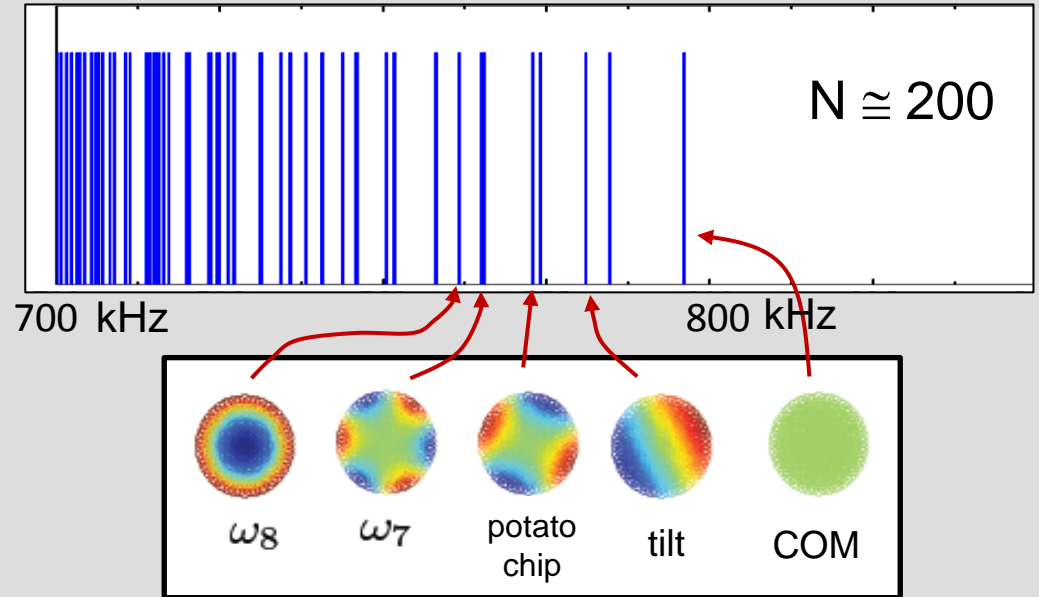 N ≅ 200
700 kHz
800 kHz
ω₈
ω₇
potato
chip
tilt
COM